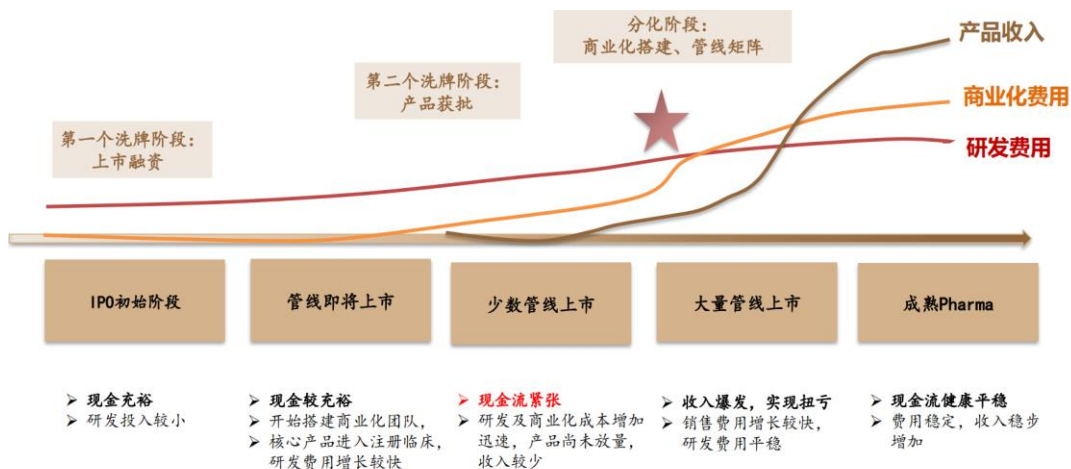 分化阶段:
商业化搭建、管线矩阵
产品收入
第二个洗牌阶段:
产品获批
商业化费用
第一个洗牌阶段:
上市融资
研发费用
IPO初始阶段
管线即将上市
少数管线上市
大量管线上市
成熟Pharma
➢ 现金充裕
➢ 研发投入较小
➢ 现金较充裕
➢ 开始搭建商业化团队,
➢ 核心产品进入注册临床,
研发费用增长较快
➢ 现金流紧张
➢ 研发及商业化成本增加
迅速，产品尚未放量,
收入较少
➢ 收入爆发，实现扭亏
➢ 销售费用增长较快,
研发费用平稳
➢ 现金流健康平稳
➢ 费用稳定，收入稳步
增加